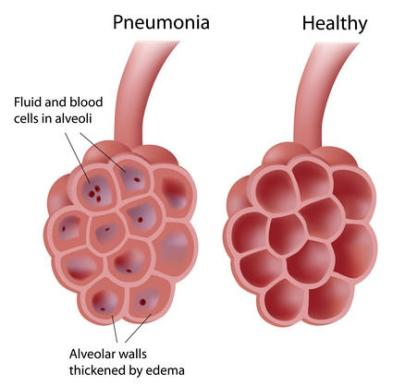 Pneumonia
Healthy
Fluid and blood
cells in alveoli
Alveolar walls
thickened by edema